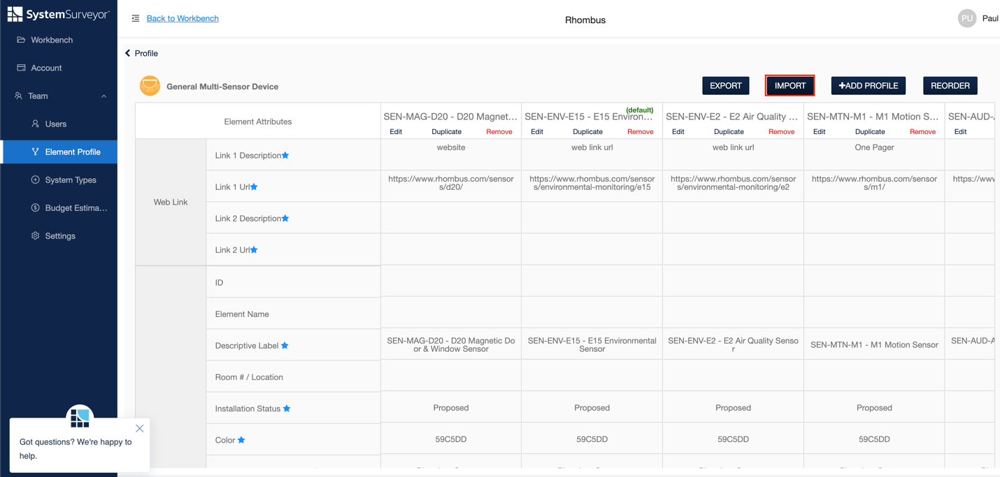 SystemSurveyor
Back to Workbench
Rhombus
PU
Paul
Workbench
Account
Team
Users
Element Profile
System Types
Budget Estima...
Settings
Profile
General Multi-Sensor Device
EXPORT
IMPORT
+ADD PROFILE
REORDER
Element Attributes
SEN-MAG-D20 - D20 Magnet...
Edit Duplicate Remove
(default)
SEN-ENV-E15 - E15 Environ...
Edit Duplicate Remove
SEN-ENV-E2 - E2 Air Quality ...
Edit Duplicate Remove
SEN-MTN-M1 - M1 Motion S...
Edit Duplicate Remove
SEN-AUD-
Edit
Web Link
Link 1 Description
website
web link url
web link url
One Pager
Link 1 Url
https://www.rhombus.com/sensor
s/d20/
https://www.rhombus.com/sensor
s/environmental-monitoring/e15
https://www.rhombus.com/sensor
s/environmental-monitoring/e2
https://www.rhombus.com/sensor
s/m1/
Link 2 Description
Link 2 Url
ID
Element Name
Descriptive Label
SEN-MAG-D20 - D20 Magnetic Do
or & Window Sensor
SEN-ENV-E15 - E15 Environmental
Sensor
SEN-ENV-E2 - E2 Air Quality Senso
r
SEN-MTN-M1 - M1 Motion Sensor
SEN-AUD-
Room # / Location
Installation Status
Proposed
Proposed
Proposed
Proposed
Color
59C5DD
59C5DD
59C5DD
59C5DD
Got questions? We're happy to
help.